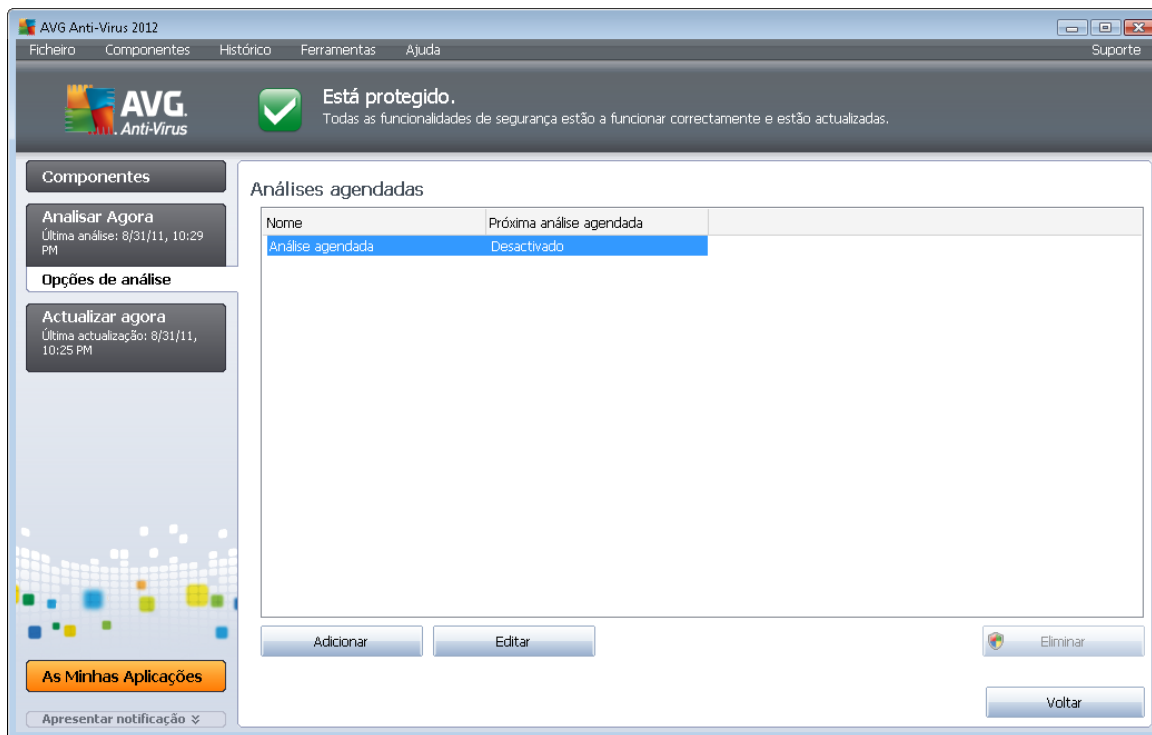 AVG Anti-Virus 2012
Ficheiro Componentes Histórico Ferramentas Ajuda Suporte
AVG.
Anti-Virus
Está protegido.
Todas as funcionalidades de segurança estão a funcionar correctamente e estão actualizadas.
Componentes
Analisar Agora
Última análise: 8/31/11, 10:29
PM
Opções de análise
Actualizar agora
Última actualização: 8/31/11,
10:25 PM
As Minhas Aplicações
Apresentar notificação
Análises agendadas
Nome Próxima análise agendada
Análise agendada Desactivado
Adicionar Editar Eliminar
Voltar